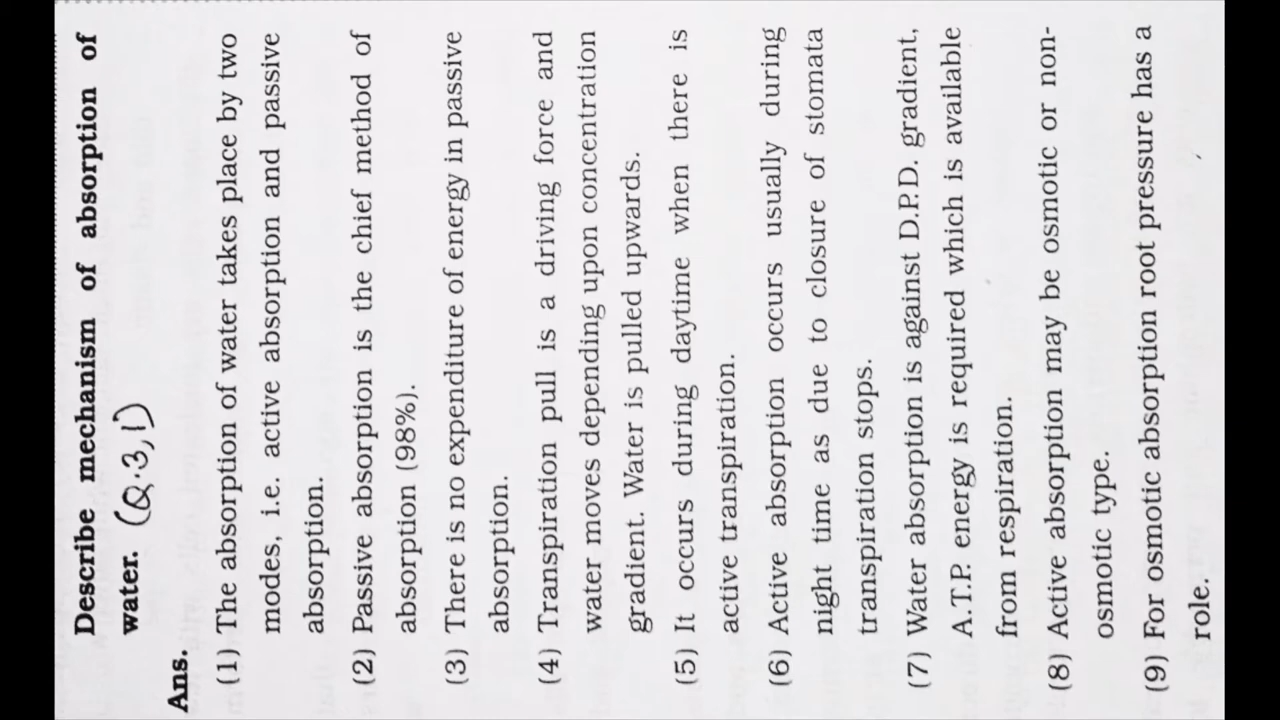 Describe mechanism of absorption of
water. (Q.3,1)
Ans.
(1) The absorption of water takes place by two
modes, i.e. active absorption and passive
absorption.
(2) Passive absorption is the chief method of
absorption (98%).
(3) There is no expenditure of energy in passive
absorption.
(4) Transpiration pull is a driving force and
water moves depending upon concentration
gradient. Water is pulled upwards.
(5) It occurs during daytime when there is
active transpiration.
(6) Active absorption occurs usually during
night time as due to closure of stomata
transpiration stops.
(7) Water absorption is against D.P.D. gradient,
A.T.P. energy is required which is available
from respiration.
(8) Active absorption may be osmotic or non-
osmotic type.
(9) For osmotic absorption root pressure has a
role.